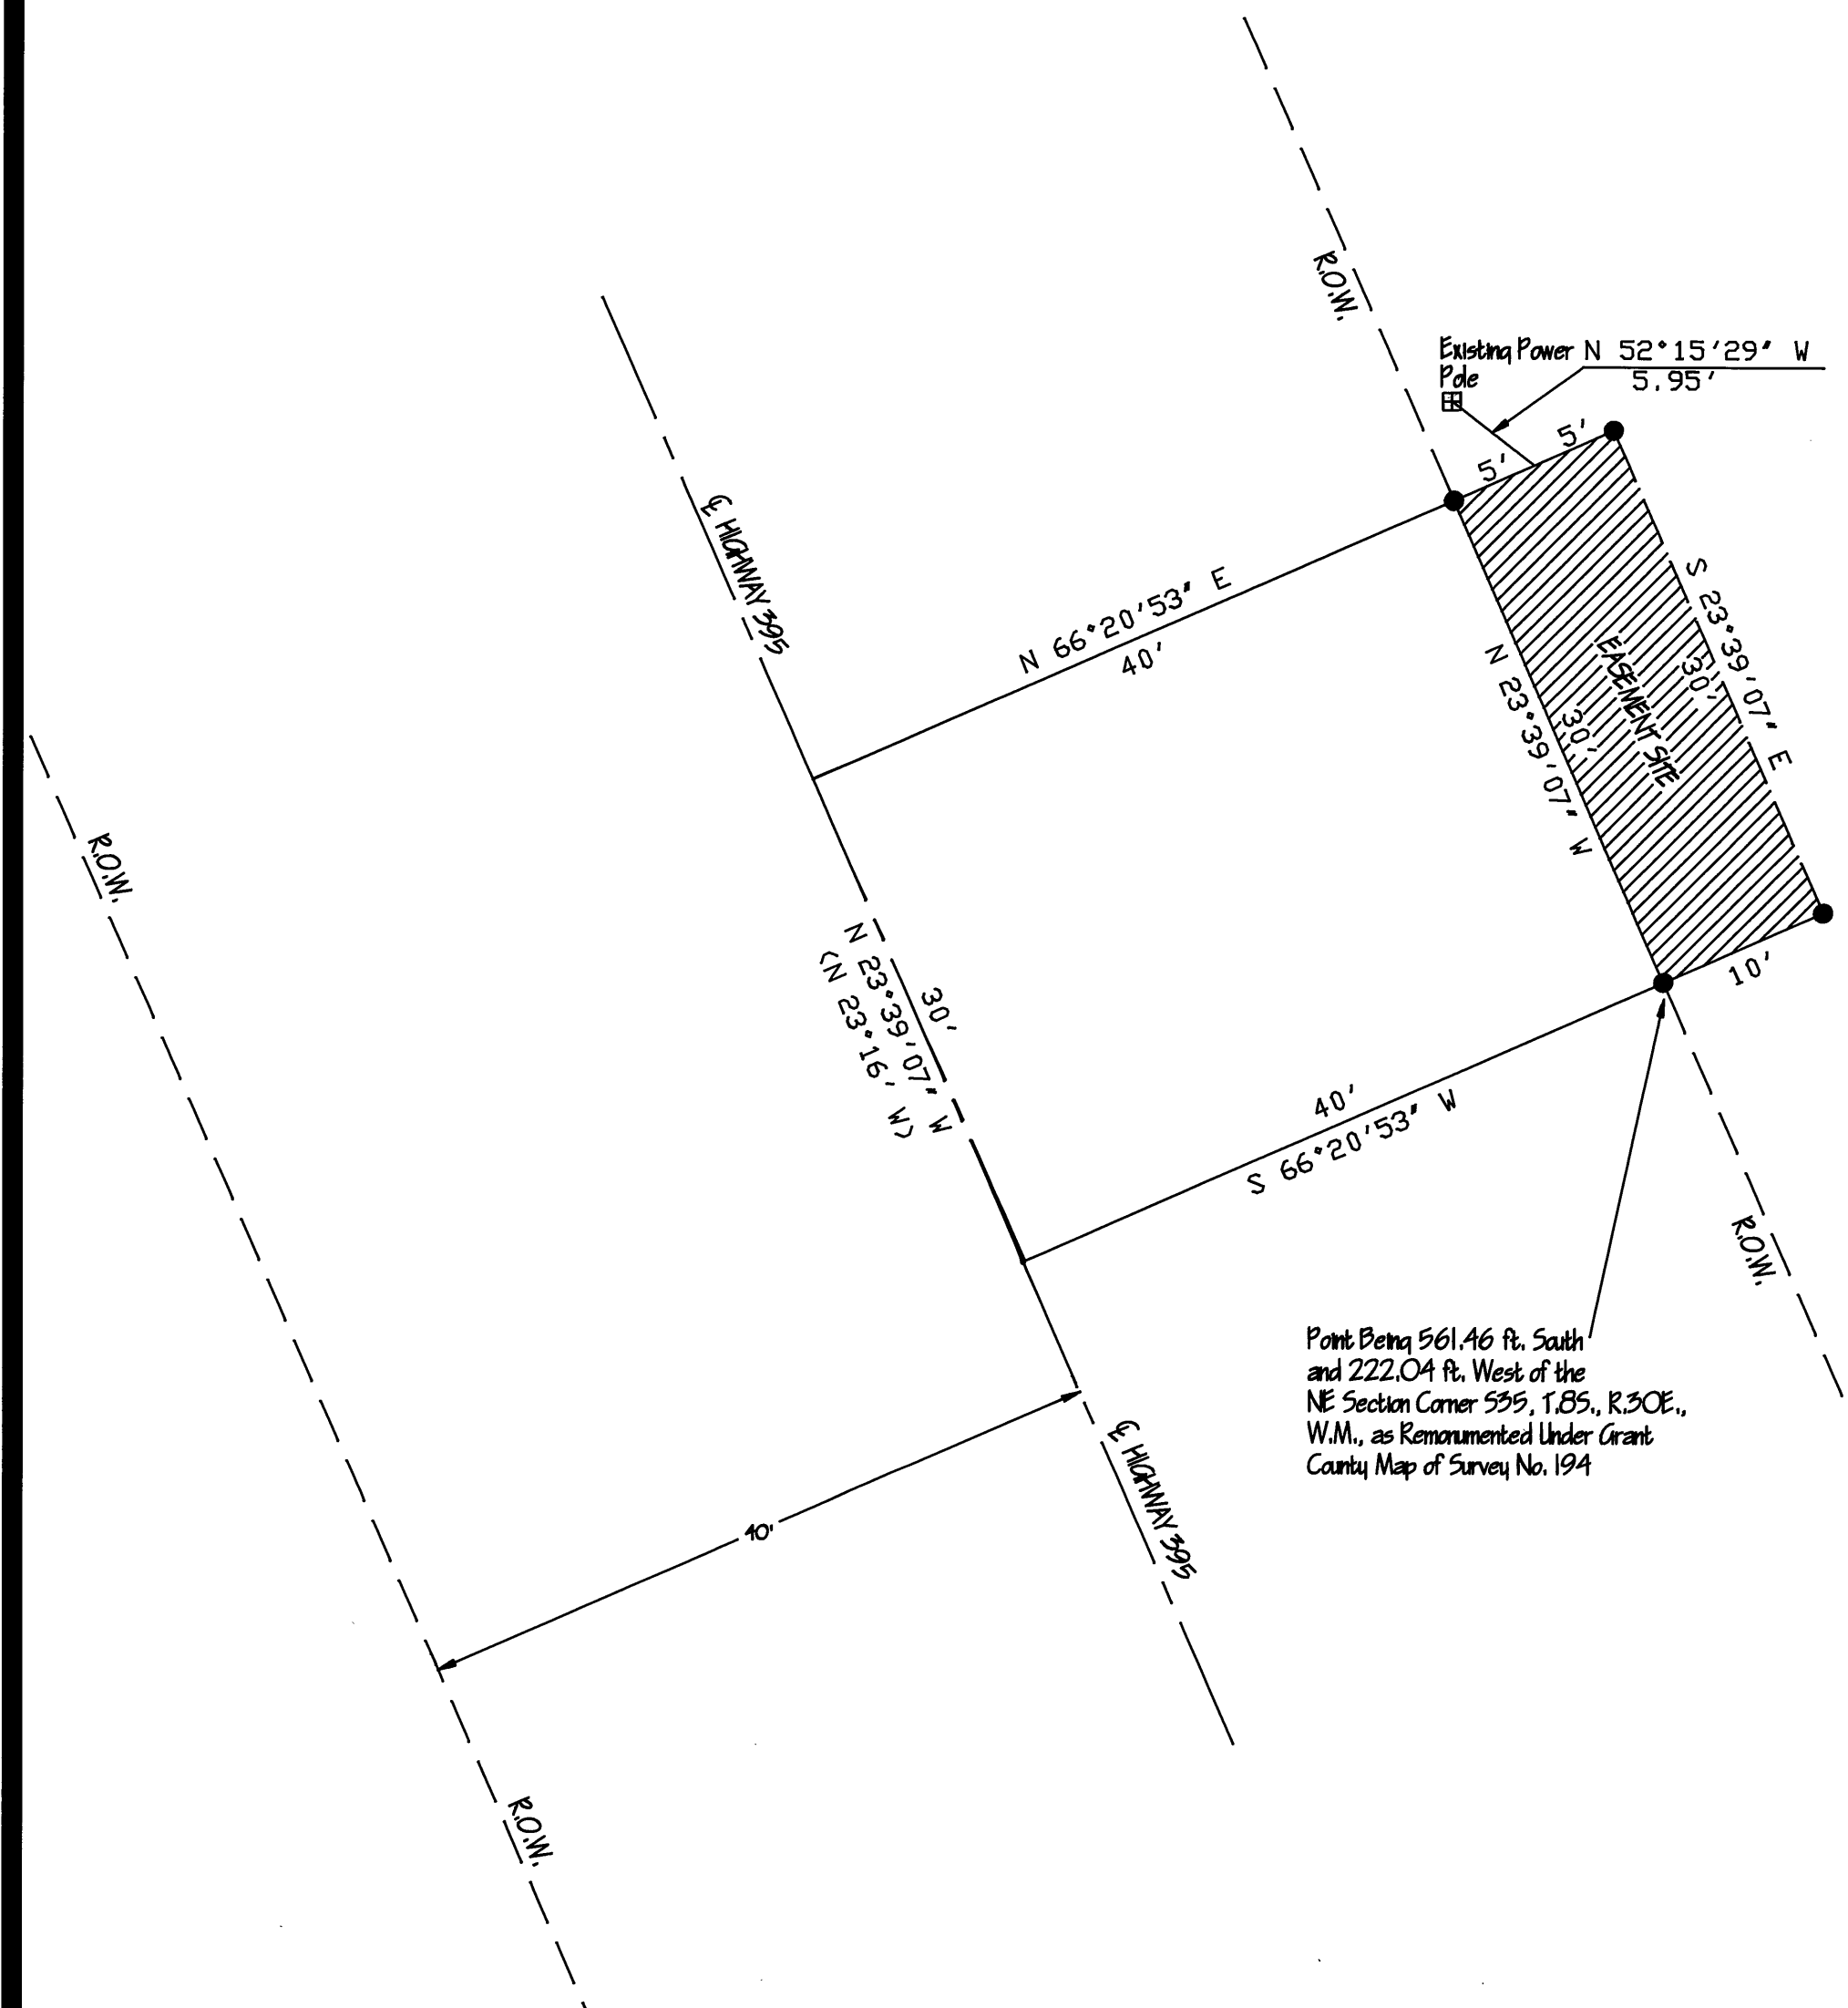 R.O.W.
Existing Power N 52°15'29" W
Pole 5.95'
5'
5'
℄ HIGHWAY 395
N 66°20'53" E
40'
S 23°39'07" E
30'
EASEMENT SITE
30'
N 23°39'07" W
R.O.W.
30'
N 23°39'07" W
(N 23°16' W)
10'
40'
S 66°20'53" W
R.O.W.
Point Being 561.46 ft. South
and 222.04 ft. West of the
NE Section Corner S35, T.8S., R.30E.,
W.M., as Remonumented Under Grant
County Map of Survey No. 194
℄ HIGHWAY 395
40'
R.O.W.